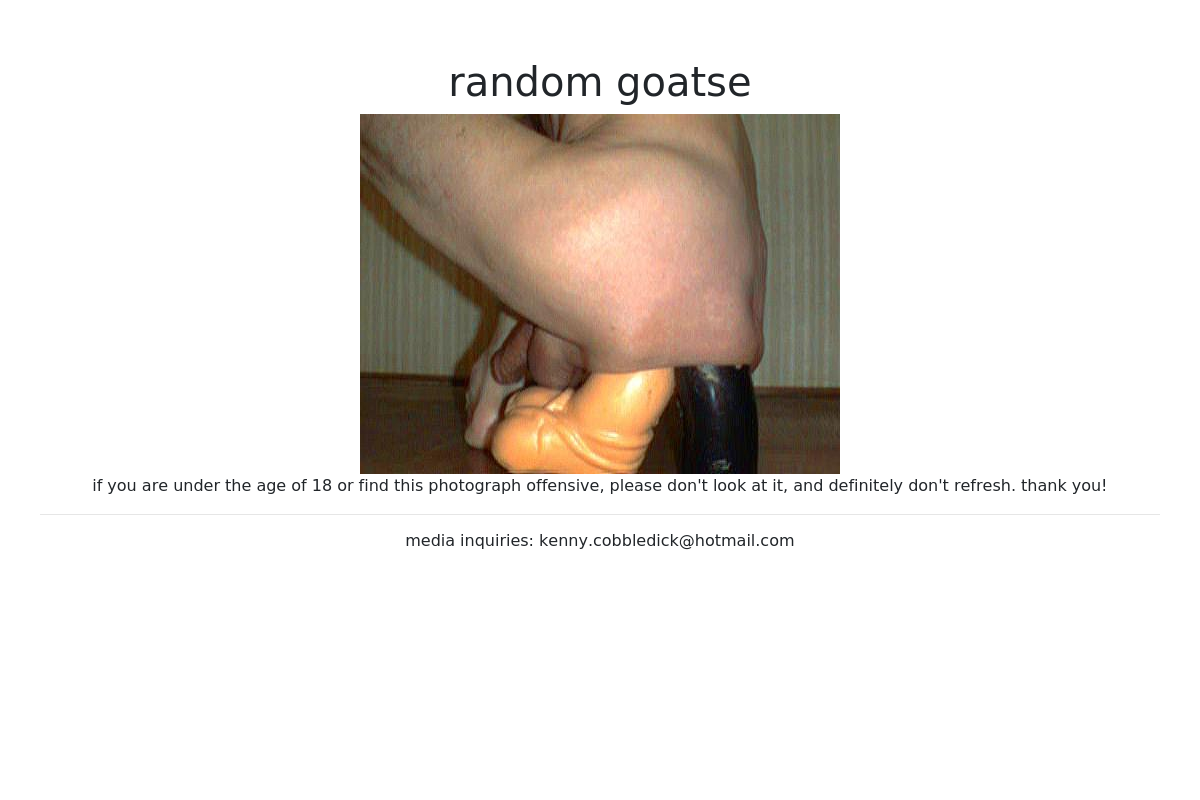 random goatse
if you are under the age of 18 or find this photograph offensive, please don't look at it, and definitely don't refresh. thank you!
media inquiries: kenny.cobbledick@hotmail.com